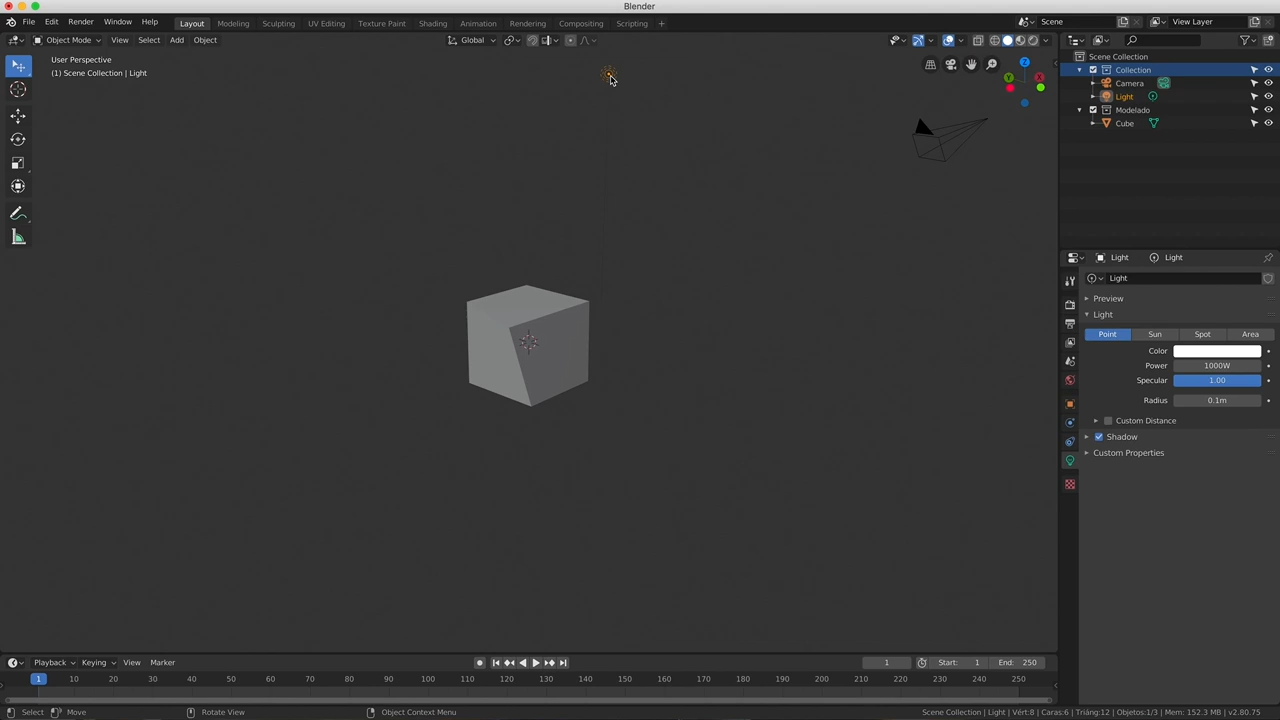 Blender
File Edit Render Window Help Layout Modeling Sculpting UV Editing Texture Paint Shading Animation Rendering Compositing Scripting + Scene View Layer
Object Mode View Select Add Object Global
User Perspective
(1) Scene Collection | Light
Z
Y
X
Scene Collection
Collection
Camera
Light
Modelado
Cube
Light Light
Light
Preview
Light
Point Sun Spot Area
Color
Power 1000W
Specular 1.00
Radius 0.1m
Custom Distance
Shadow
Custom Properties
Playback Keying View Marker 1 Start: 1 End: 250
1 10 20 30 40 50 60 70 80 90 100 110 120 130 140 150 160 170 180 190 200 210 220 230 240 250
Select Move Rotate View Object Context Menu Scene Collection | Light | Vért:8 | Caras:6 | Triáng:12 | Objetos:1/3 | Mem: 152.3 MB | v2.80.75